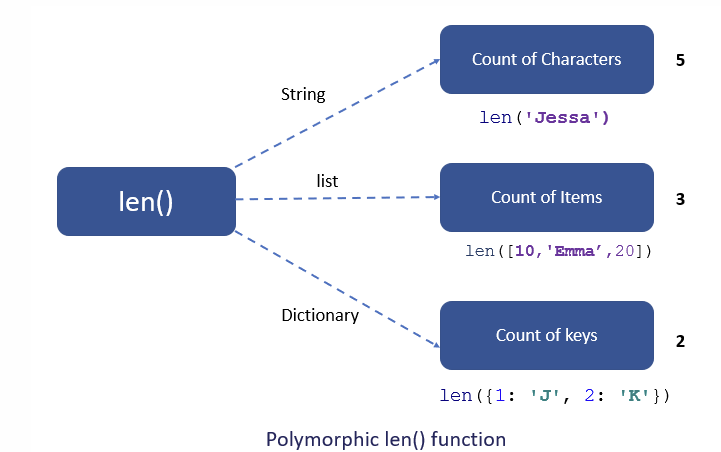 Count of Characters 5
String
len('Jessa')
list
len()
Count of Items 3
len([10,'Emma’,20])
Dictionary
Count of keys 2
len({1: 'J', 2: 'K'})
Polymorphic len() function